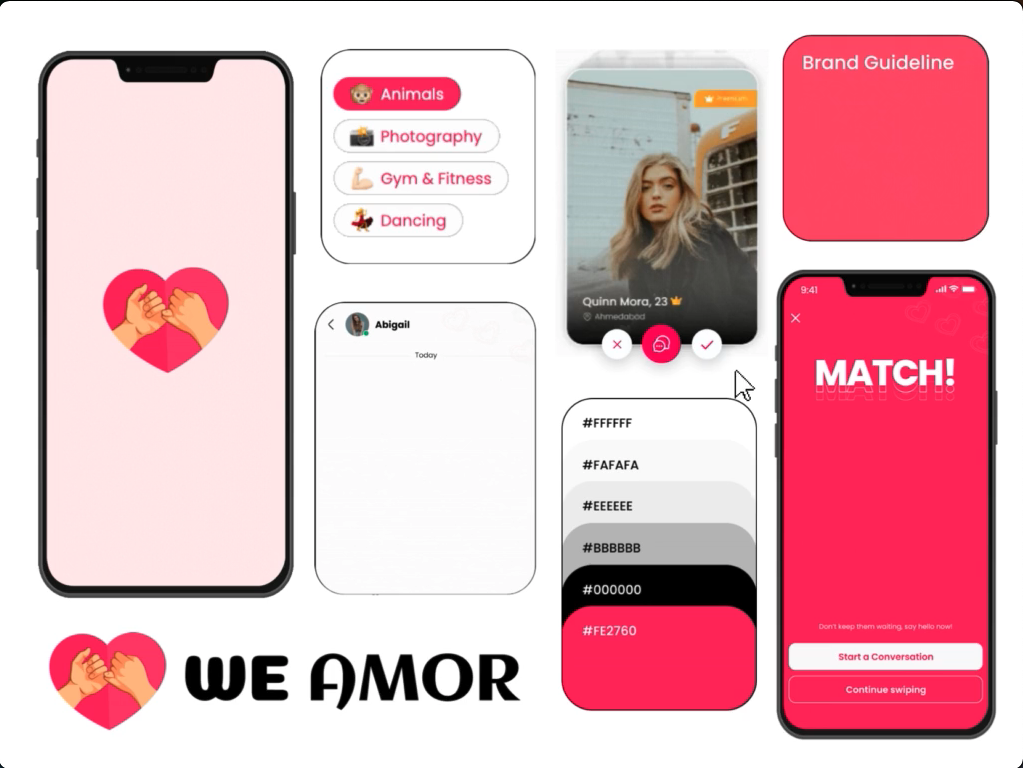 Animals
Photography
Gym & Fitness
Dancing
Abigail
Today
Premium
F
Quinn Mora, 23
Ahmedabad
#FFFFFF
#FAFAFA
#EEEEEE
#BBBBBB
#000000
#FE2760
Brand Guideline
9:41
MATCH!
Don't keep them waiting, say hello now!
Start a Conversation
Continue swiping
WE AMOR